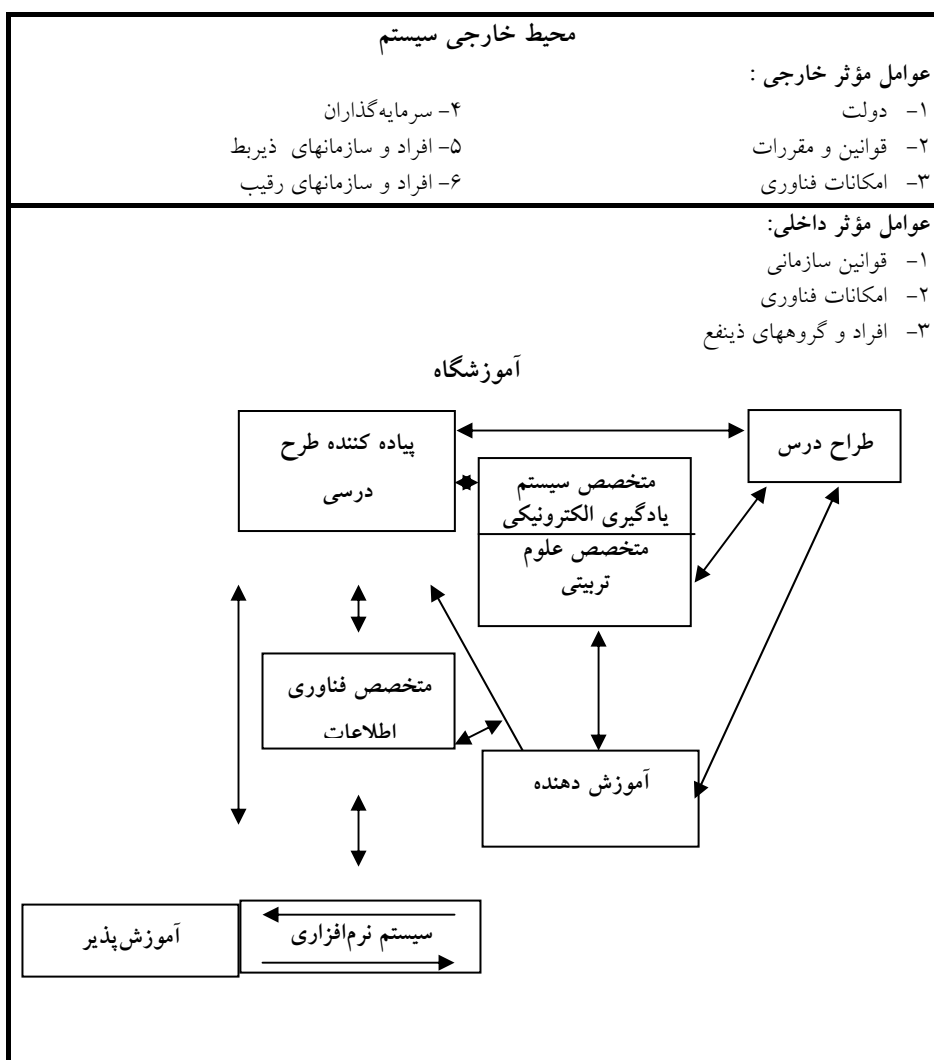 محیط خارجی سیستم
عوامل مؤثر خارجی :
۱- دولت
۲- قوانین و مقررات
۳- امکانات فناوری
۴- سرمایه‌گذاران
۵- افراد و سازمانهای ذیربط
۶- افراد و سازمانهای رقیب
عوامل مؤثر داخلی:
۱- قوانین سازمانی
۲- امکانات فناوری
۳- افراد و گروههای ذینفع
آموزشگاه
طراح درس
پیاده کننده طرح
درسی
متخصص سیستم
یادگیری الکترونیکی
متخصص علوم
تربیتی
متخصص فناوری
اطلاعات
آموزش دهنده
سیستم نرم‌افزاری
آموزش‌پذیر